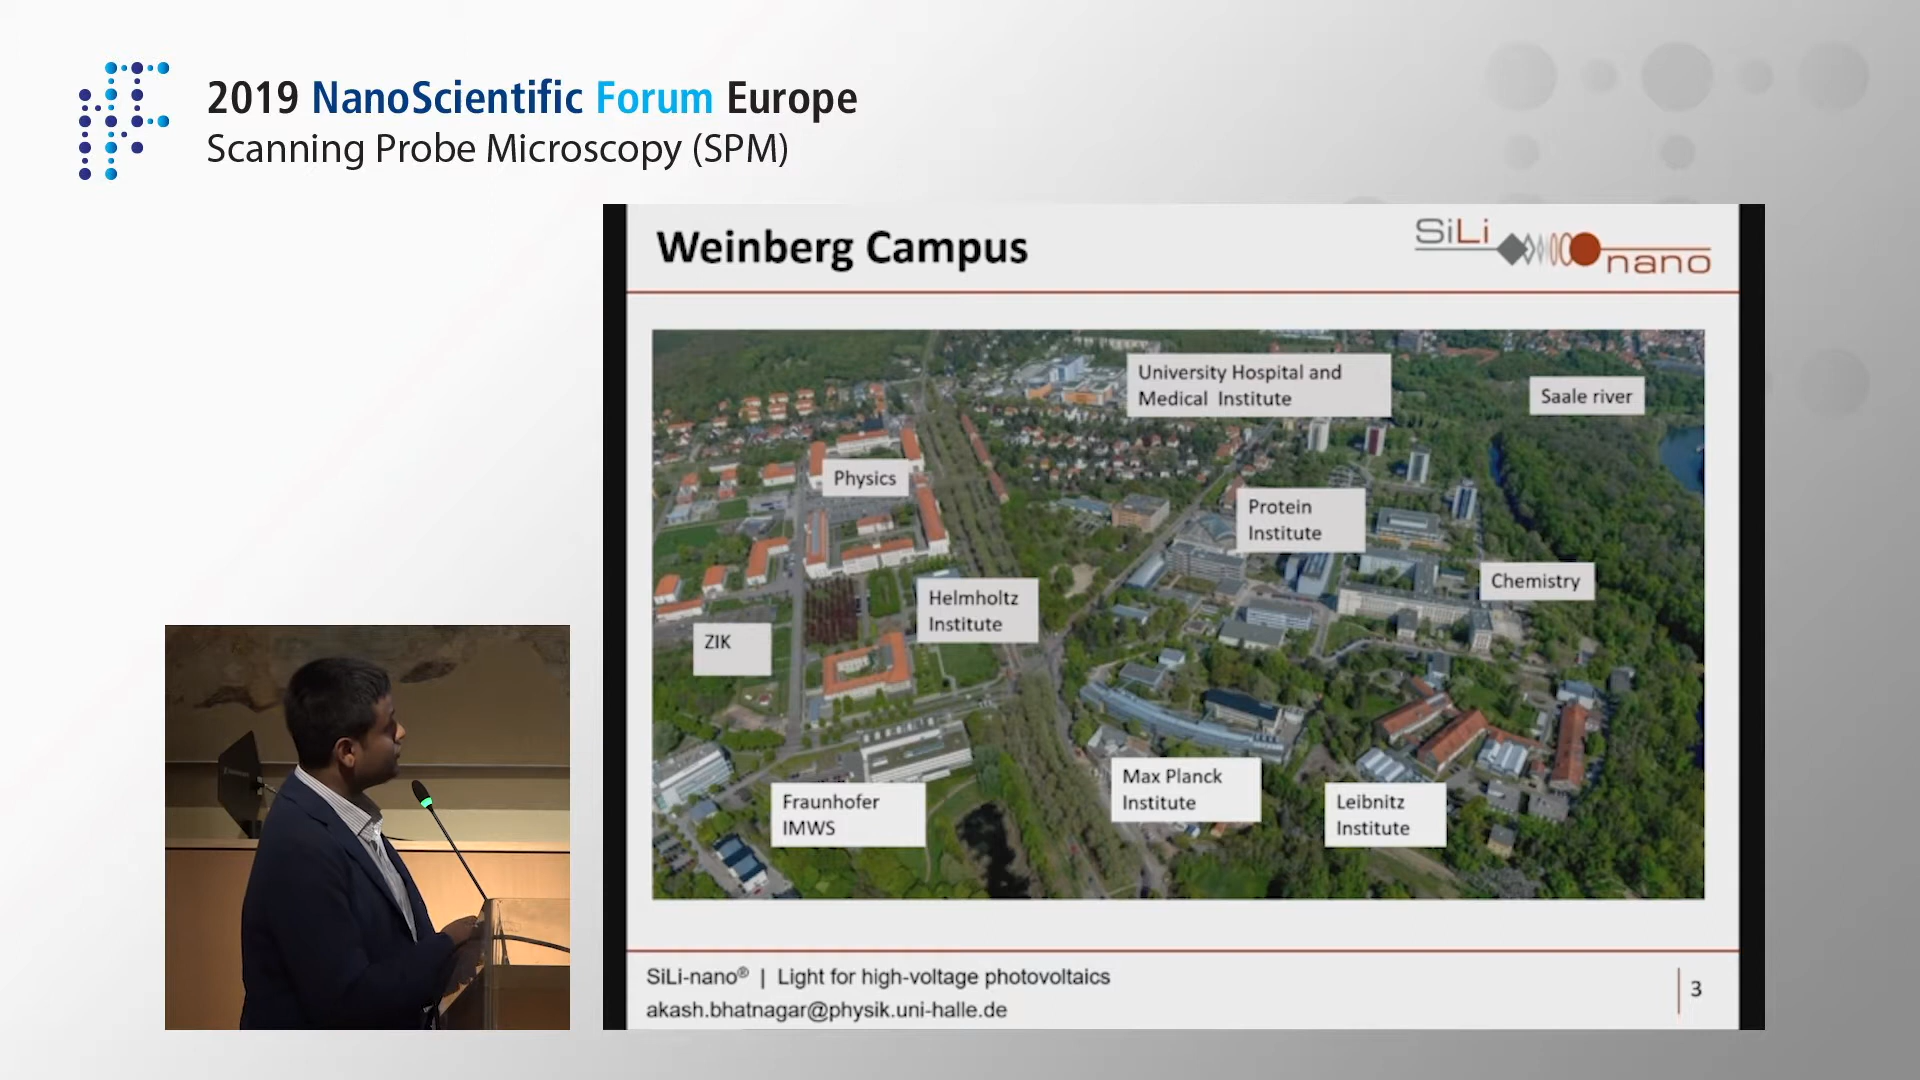 2019 NanoScientific Forum Europe
Scanning Probe Microscopy (SPM)
Weinberg Campus
SiLi
nano
University Hospital and
Medical Institute
Saale river
Physics
Protein
Institute
Chemistry
Helmholtz
Institute
ZIK
Max Planck
Institute
Fraunhofer
IMWS
Leibnitz
Institute
SiLi-nano® | Light for high-voltage photovoltaics
akash.bhatnagar@physik.uni-halle.de
3